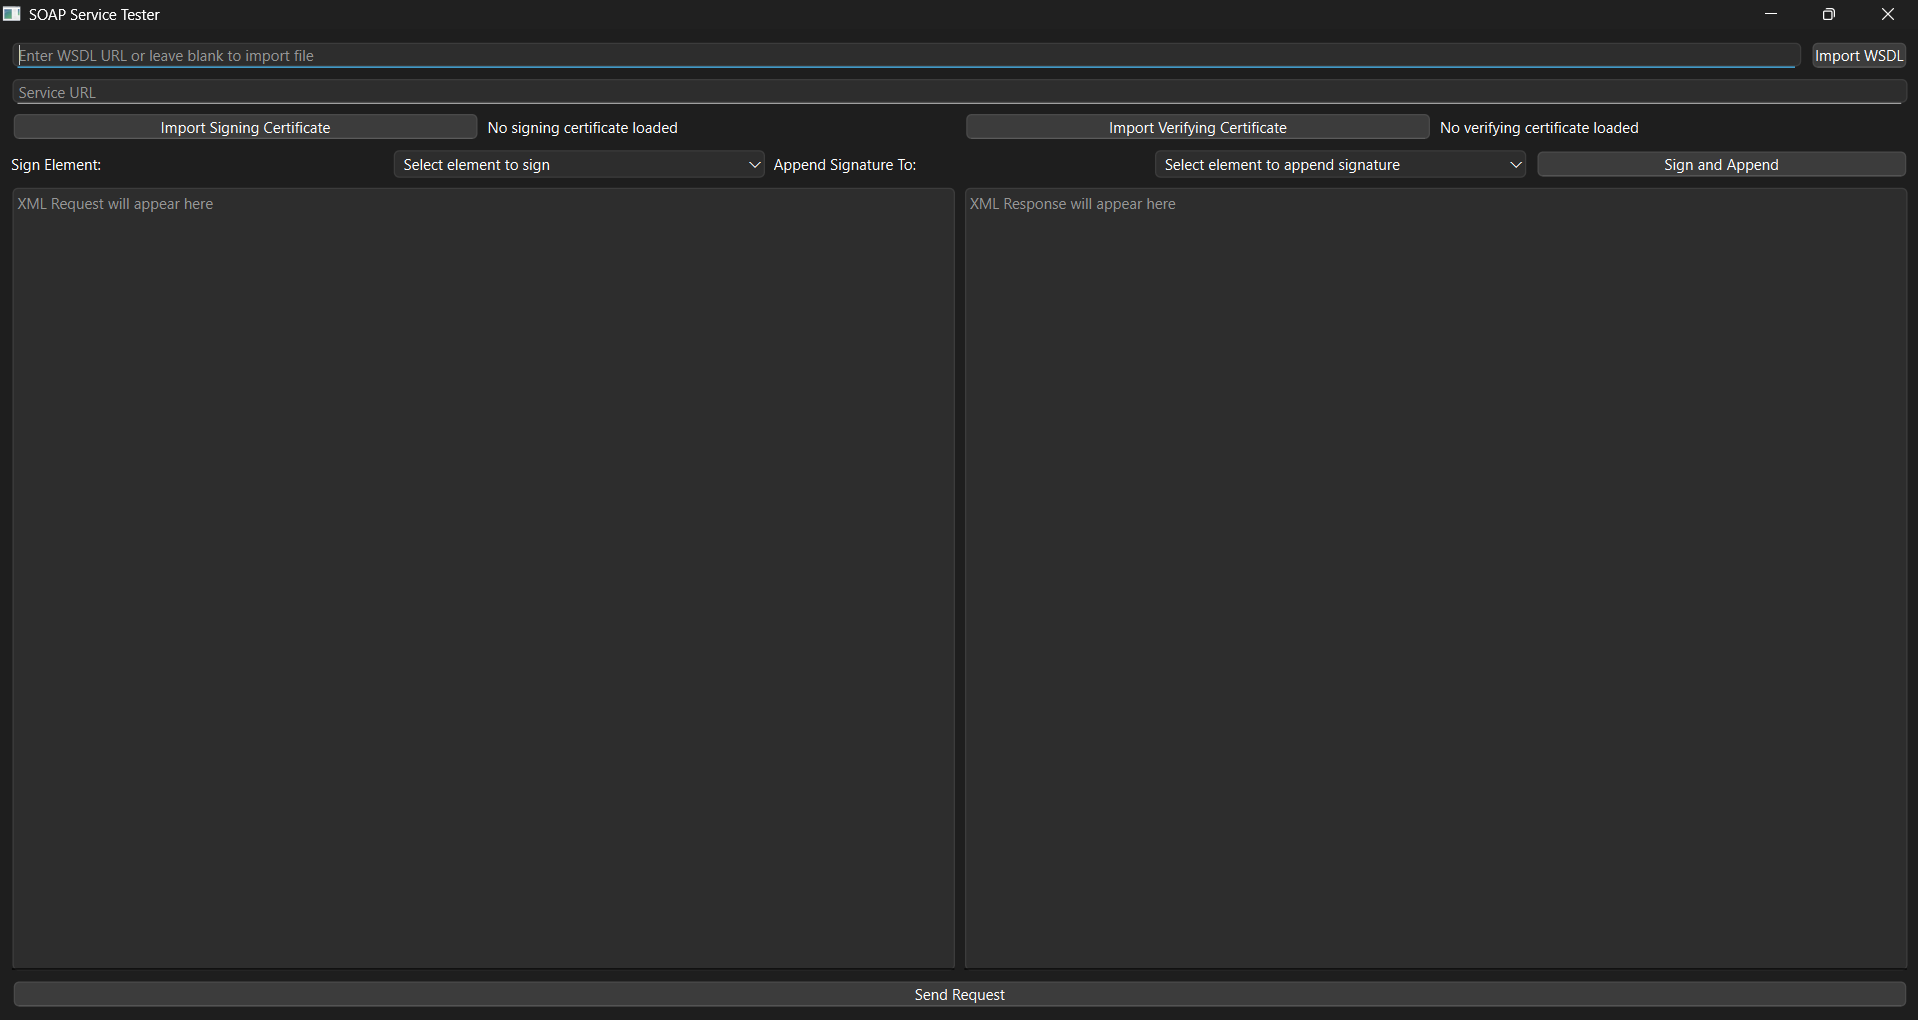 SOAP Service Tester
Enter WSDL URL or leave blank to import file
Import WSDL
Service URL
Import Signing Certificate
No signing certificate loaded
Import Verifying Certificate
No verifying certificate loaded
Sign Element:
Select element to sign
Append Signature To:
Select element to append signature
Sign and Append
XML Request will appear here
XML Response will appear here
Send Request